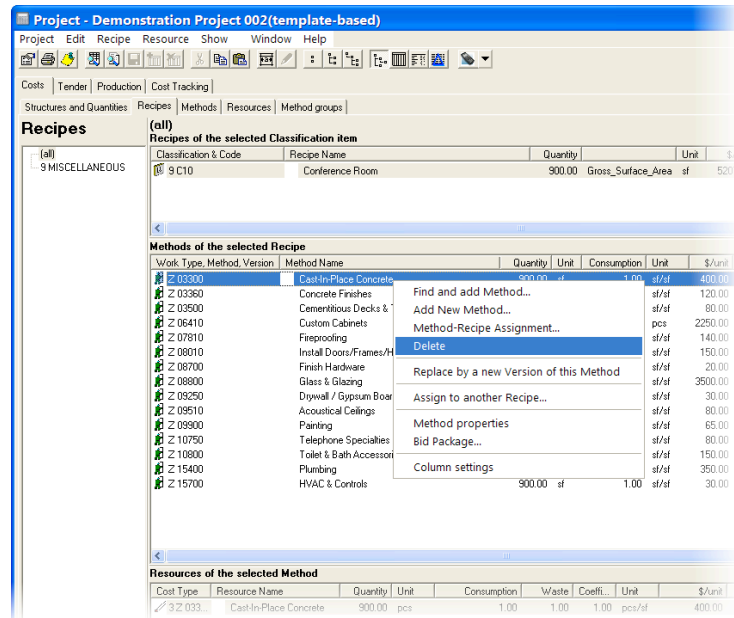 Project - Demonstration Project 002(template-based)
Project Edit Recipe Resource Show Window Help
Costs Tender Production Cost Tracking
Structures and Quantities Recipes Methods Resources Method groups
Recipes
(all)
9 MISCELLANEOUS
(all)
Recipes of the selected Classification item
Classification & Code Recipe Name Quantity Unit
9 C10 Conference Room 900.00 Gross_Surface_Area sf 520
Methods of the selected Recipe
Work Type, Method, Version Method Name Quantity Unit Consumption Unit $/unit
Z 03300 Cast-In-Place Concrete 900.00 sf 1.00 sf/sf 400.00
Z 03360 Concrete Finishes sf/sf 120.00
Z 03500 Cementitious Decks & sf/sf 80.00
Z 06410 Custom Cabinets pcs 2250.00
Z 07810 Fireproofing sf/sf 140.00
Z 08010 Install Doors/Frames/H sf/sf 150.00
Z 08700 Finish Hardware sf/sf 20.00
Z 08800 Glass & Glazing sf/sf 3500.00
Z 09250 Drywall / Gypsum Boar sf/sf 30.00
Z 09510 Acoustical Ceilings sf/sf 80.00
Z 09900 Painting sf/sf 65.00
Z 10750 Telephone Specialties sf/sf 80.00
Z 10800 Toilet & Bath Accessori sf/sf 150.00
Z 15400 Plumbing sf/sf 350.00
Z 15700 HVAC & Controls 900.00 sf 1.00 sf/sf 30.00
Find and add Method...
Add New Method...
Method-Recipe Assignment...
Delete
Replace by a new Version of this Method
Assign to another Recipe...
Method properties
Bid Package...
Column settings
Resources of the selected Method
Cost Type Resource Name Quantity Unit Consumption Waste Coeffi... Unit $/unit
3 Z 033... Cast-In-Place Concrete 900.00 pcs 1.00 1.00 1.00 pcs/sf 400.00